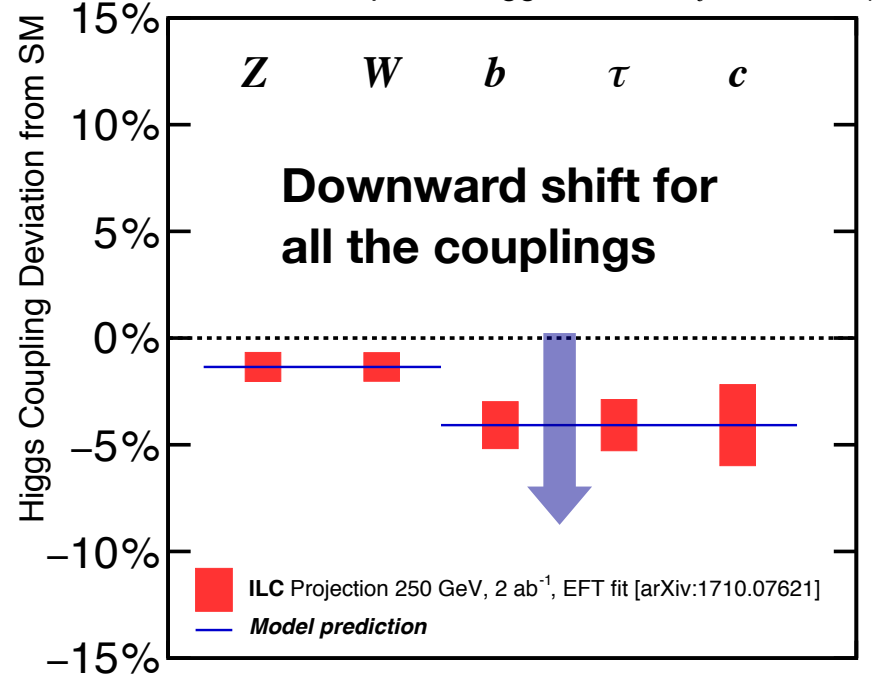 15%
10%
5%
0%
−5%
−10%
−15%
Higgs Coupling Deviation from SM
Z W b τ c
Downward shift for
all the couplings
ILC Projection 250 GeV, 2 ab-1, EFT fit [arXiv:1710.07621]
Model prediction